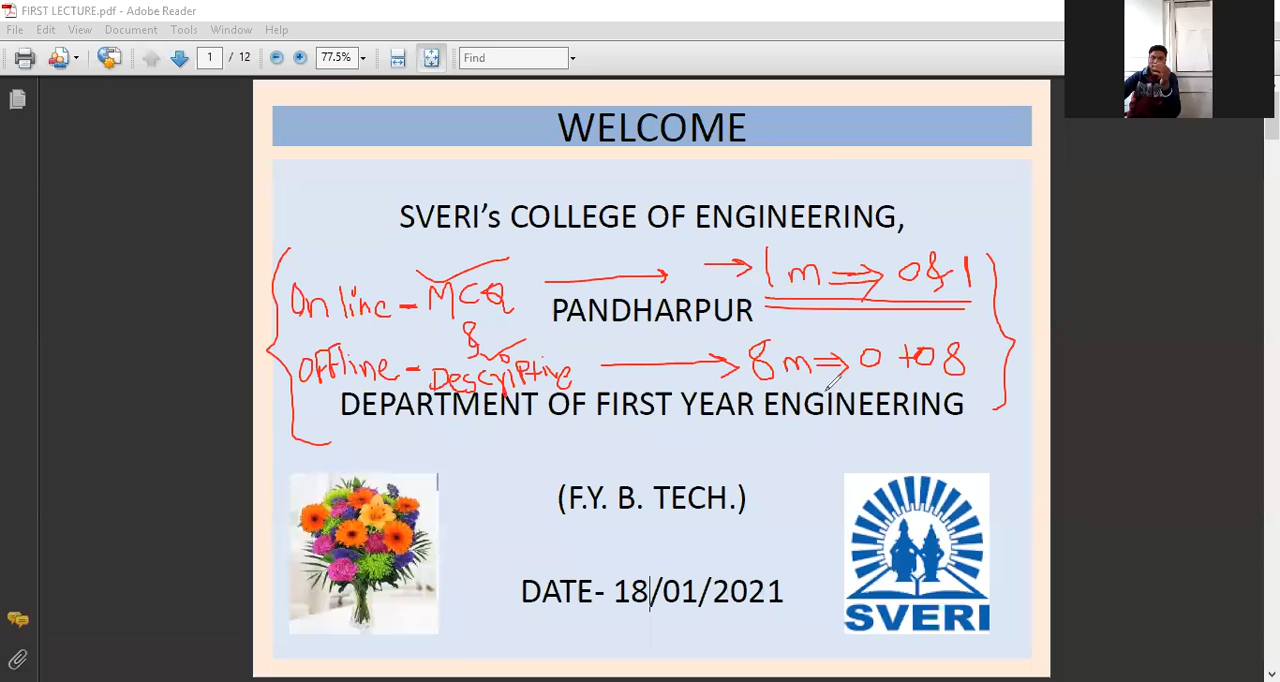 FIRST LECTURE.pdf - Adobe Reader
File Edit View Document Tools Window Help
1 / 12 77.5% Find
WELCOME
SVERI's COLLEGE OF ENGINEERING,
Online - MCQ → → 1 m ⇒ 0 & 1
PANDHARPUR
&
Offline - Descriptive → 8 m ⇒ 0 to 8
DEPARTMENT OF FIRST YEAR ENGINEERING
(F.Y. B. TECH.)
DATE- 18/01/2021
SVERI